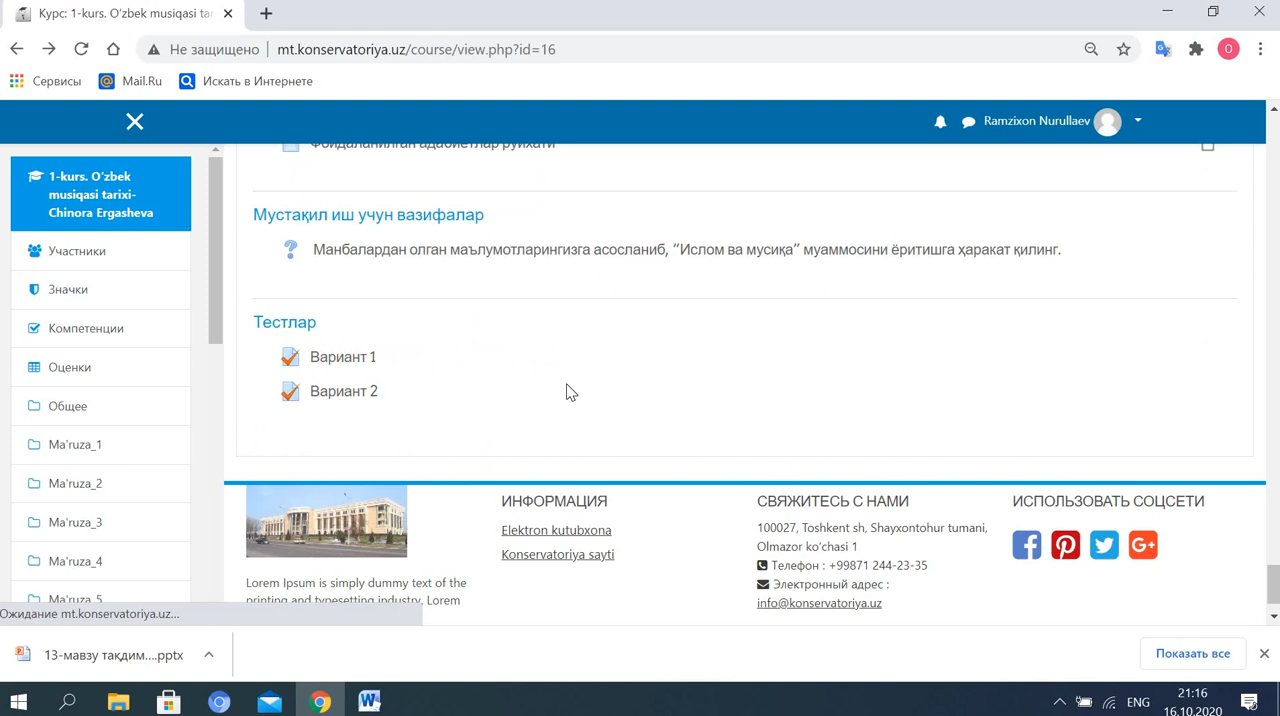 Курс: 1-kurs. O‘zbek musiqasi ta
Не защищено
mt.konservatoriya.uz/course/view.php?id=16
O
Сервисы
Mail.Ru
Искать в Интернете
Ramzixon Nurullaev
1-kurs. O‘zbek
musiqasi tarixi-
Chinora Ergasheva
Участники
Значки
Компетенции
Оценки
Общее
Ma'ruza_1
Ma'ruza_2
Ma'ruza_3
Ma'ruza_4
Ma'ruza_5
Фойдаланилган адабиётлар рўйхати
Мустақил иш учун вазифалар
Манбалардан олган маълумотларингизга асосланиб, “Ислом ва мусиқа” муаммосини ёритишга ҳаракат қилинг.
Тестлар
Вариант 1
Вариант 2
Lorem Ipsum is simply dummy text of the
printing and typesetting industry. Lorem
ИНФОРМАЦИЯ
Elektron kutubxona
Konservatoriya sayti
СВЯЖИТЕСЬ С НАМИ
100027, Toshkent sh, Shayxontohur tumani,
Olmazor ko‘chasi 1
Телефон : +99871 244-23-35
Электронный адрес :
info@konservatoriya.uz
ИСПОЛЬЗОВАТЬ СОЦСЕТИ
Ожидание mt.konservatoriya.uz...
13-мавзу тақдим....pptx
Показать все
ENG
21:16
16.10.2020